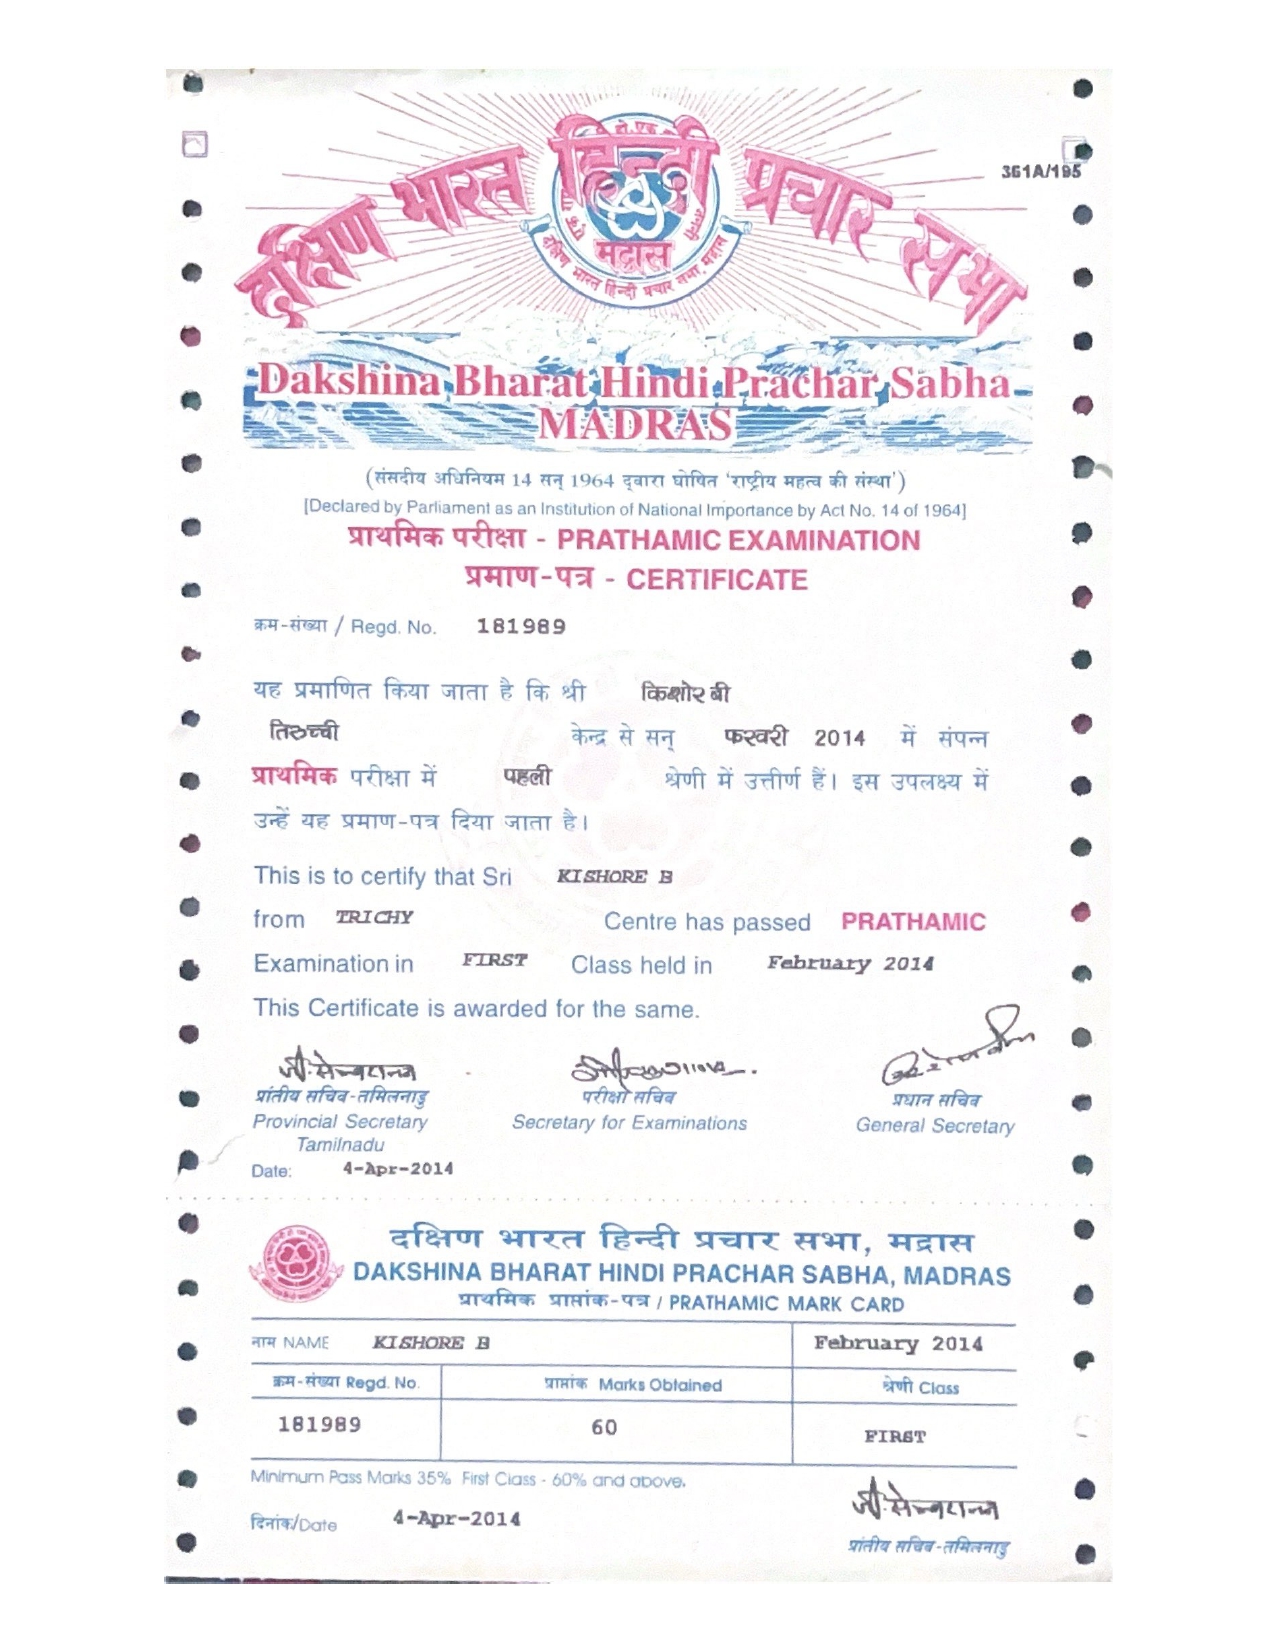 361A/195
दक्षिण भारत हिन्दी प्रचार सभा
मद्रास
दक्षिण भारत हिन्दी प्रचार सभा, मद्रास
Dakshina Bharat Hindi Prachar Sabha
MADRAS
(संसदीय अधिनियम 14 सन् 1964 द्वारा घोषित 'राष्ट्रीय महत्व की संस्था')
[Declared by Parliament as an Institution of National Importance by Act No. 14 of 1964]
प्राथमिक परीक्षा - PRATHAMIC EXAMINATION
प्रमाण-पत्र - CERTIFICATE
क्रम-संख्या / Regd. No. 181989
यह प्रमाणित किया जाता है कि श्री किशोर बी
तिरुच्ची केन्द्र से सन् फरवरी 2014 में संपन्न
प्राथमिक परीक्षा में पहली श्रेणी में उत्तीर्ण हैं। इस उपलक्ष्य में
उन्हें यह प्रमाण-पत्र दिया जाता है।
This is to certify that Sri KISHORE B
from TRICHY Centre has passed PRATHAMIC
Examination in FIRST Class held in February 2014
This Certificate is awarded for the same.
प्रांतीय सचिव-तमिलनाडु परीक्षा सचिव प्रधान सचिव
Provincial Secretary Secretary for Examinations General Secretary
Tamilnadu
Date: 4-Apr-2014
दक्षिण भारत हिन्दी प्रचार सभा, मद्रास
DAKSHINA BHARAT HINDI PRACHAR SABHA, MADRAS
प्राथमिक प्राप्तांक-पत्र / PRATHAMIC MARK CARD
नाम NAME KISHORE B February 2014
क्रम-संख्या Regd. No. प्राप्तांक Marks Obtained श्रेणी Class
181989 60 FIRST
Minimum Pass Marks 35% First Class - 60% and above.
दिनांक/Date 4-Apr-2014
प्रांतीय सचिव-तमिलनाडु